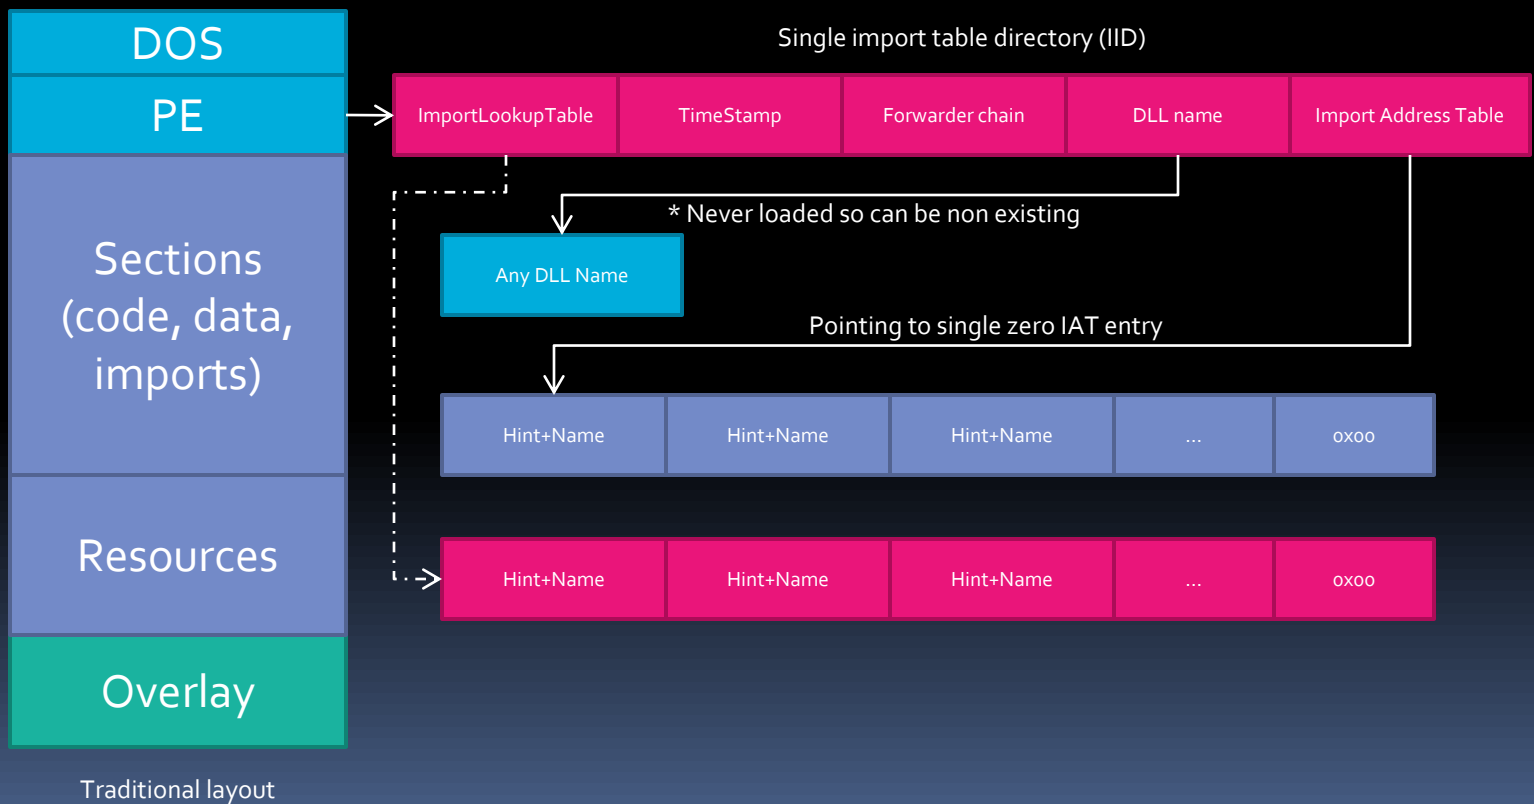 DOS
PE
Sections
(code, data,
imports)
Resources
Overlay
Traditional layout
Single import table directory (IID)
ImportLookupTable
TimeStamp
Forwarder chain
DLL name
Import Address Table
* Never loaded so can be non existing
Any DLL Name
Pointing to single zero IAT entry
Hint+Name
Hint+Name
Hint+Name
...
0x00
Hint+Name
Hint+Name
Hint+Name
...
0x00